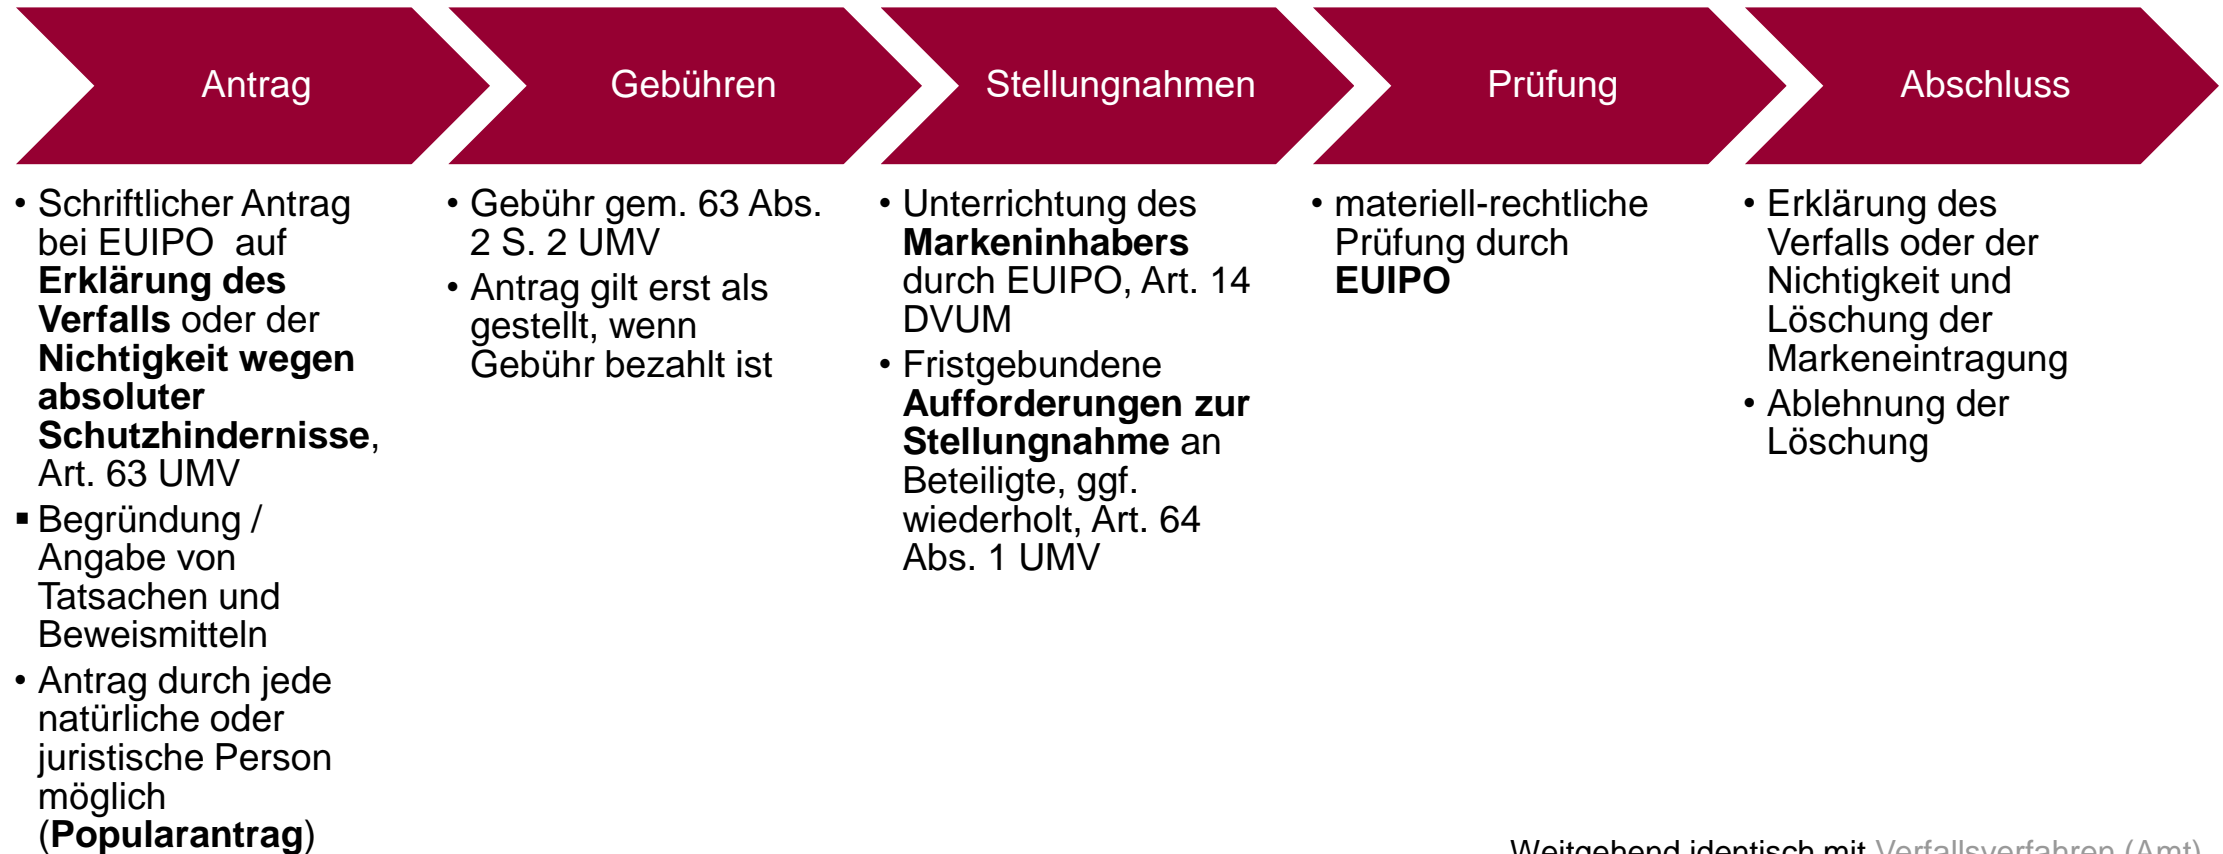 Antrag
Gebühren
Stellungnahmen
Prüfung
Abschluss
• Schriftlicher Antrag
bei EUIPO auf
Erklärung des
Verfalls oder der
Nichtigkeit wegen
absoluter
Schutzhindernisse,
Art. 63 UMV
▪ Begründung /
Angabe von
Tatsachen und
Beweismitteln
• Antrag durch jede
natürliche oder
juristische Person
möglich
(Popularantrag)
• Gebühr gem. 63 Abs.
2 S. 2 UMV
• Antrag gilt erst als
gestellt, wenn
Gebühr bezahlt ist
• Unterrichtung des
Markeninhabers
durch EUIPO, Art. 14
DVUM
• Fristgebundene
Aufforderungen zur
Stellungnahme an
Beteiligte, ggf.
wiederholt, Art. 64
Abs. 1 UMV
• materiell-rechtliche
Prüfung durch
EUIPO
• Erklärung des
Verfalls oder der
Nichtigkeit und
Löschung der
Markeneintragung
• Ablehnung der
Löschung
Weitgehend identisch mit Verfallsverfahren (Amt)